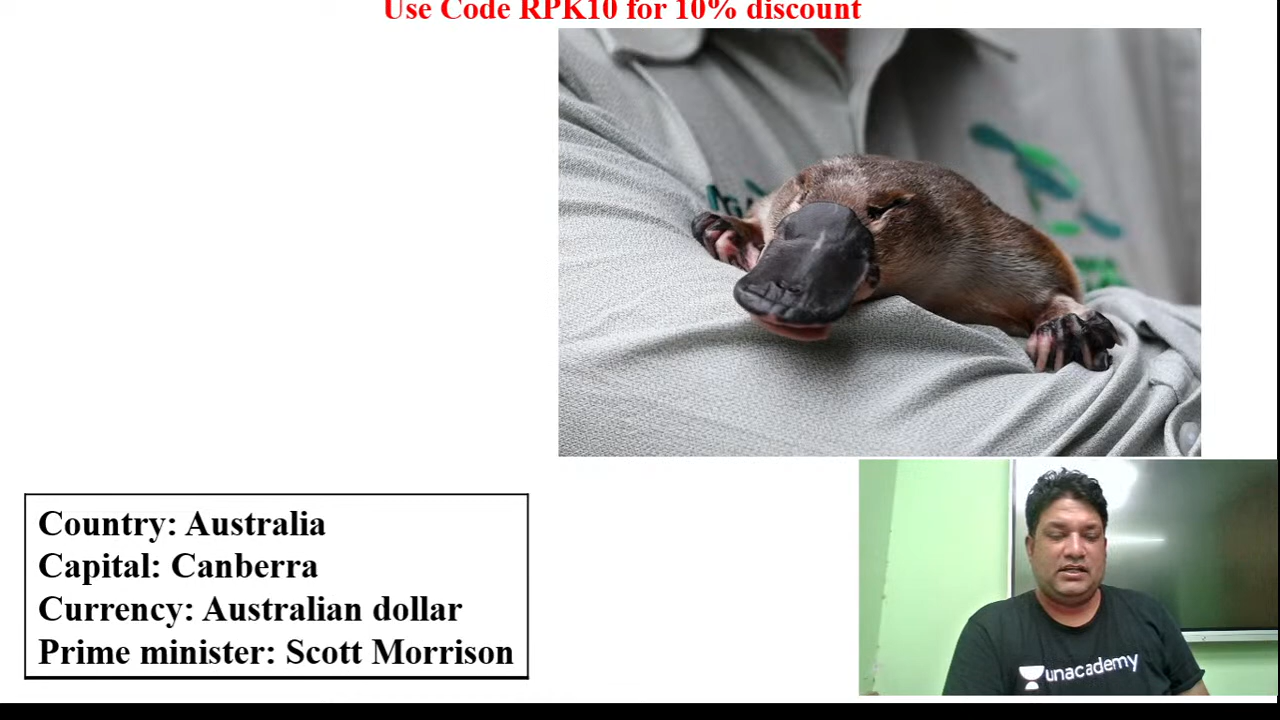 Use Code RPK10 for 10% discount
Country: Australia
Capital: Canberra
Currency: Australian dollar
Prime minister: Scott Morrison
unacademy